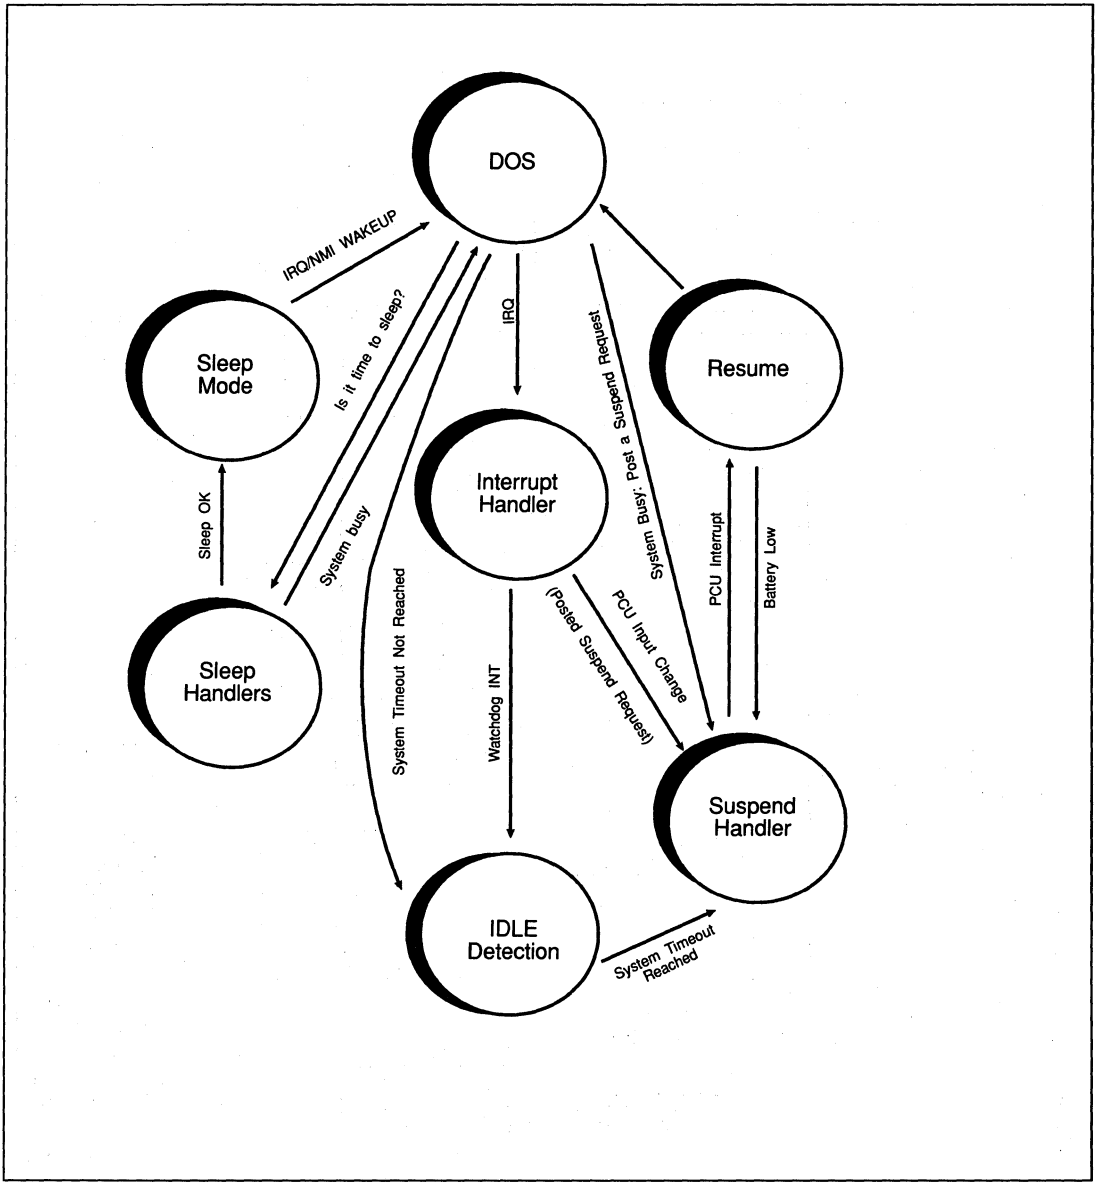 DOS
IRQ/NMI WAKEUP
Is it time to sleep?
IRQ
System Busy; Post a Suspend Request
Sleep
Mode
Resume
Interrupt
Handler
Sleep OK
System busy
System Timeout Not Reached
PCU Interrupt
Battery Low
PCU Input Change
(Posted Suspend Request)
Watchdog INT
Sleep
Handlers
Suspend
Handler
IDLE
Detection
System Timeout
Reached